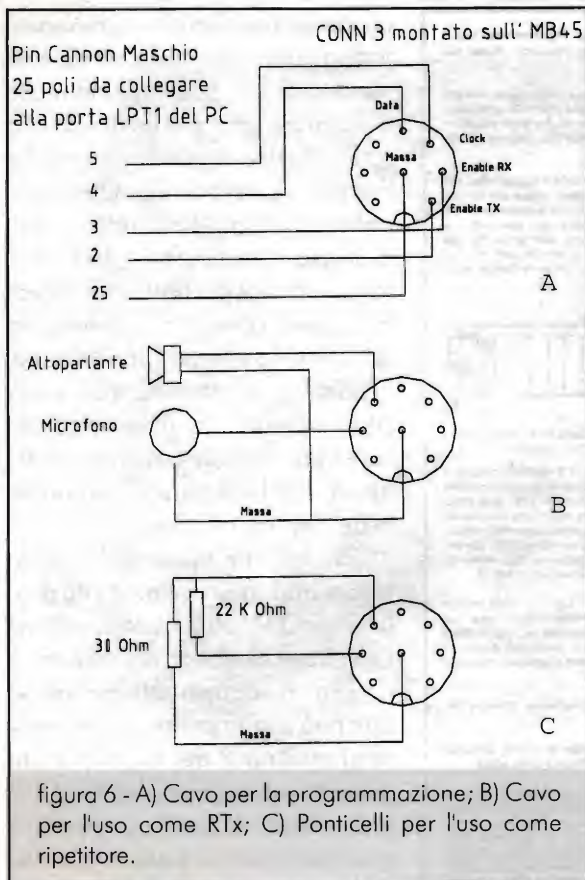 CONN 3 montato sull' MB45
Pin Cannon Maschio
25 poli da collegare
alla porta LPT1 del PC
5
4
3
2
25
Data
Clock
Massa
Enable RX
Enable TX
A
Altoparlante
Microfono
Massa
B
22 K Ohm
30 Ohm
Massa
C
figura 6 - A) Cavo per la programmazione; B) Cavo
per l'uso come RTx; C) Ponticelli per l'uso come
ripetitore.